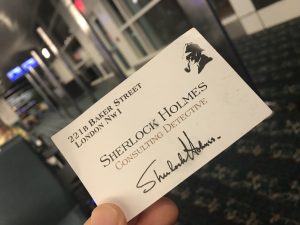 221B BAKER STREET
LONDON NW1
SHERLOCK HOLMES
CONSULTING DETECTIVE
Sherlock Holmes.